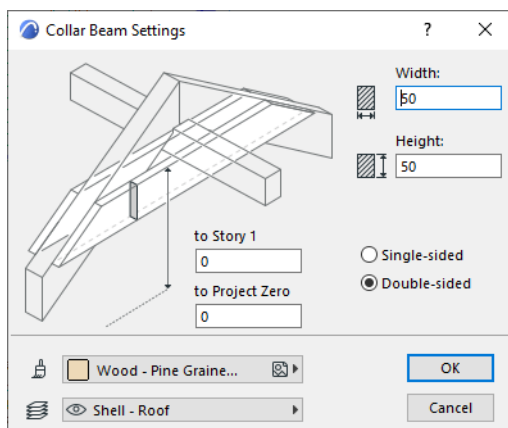 Collar Beam Settings
?
Width:
50
Height:
50
to Story 1
0
to Project Zero
0
Single-sided
Double-sided
Wood - Pine Graine...
Shell - Roof
OK
Cancel